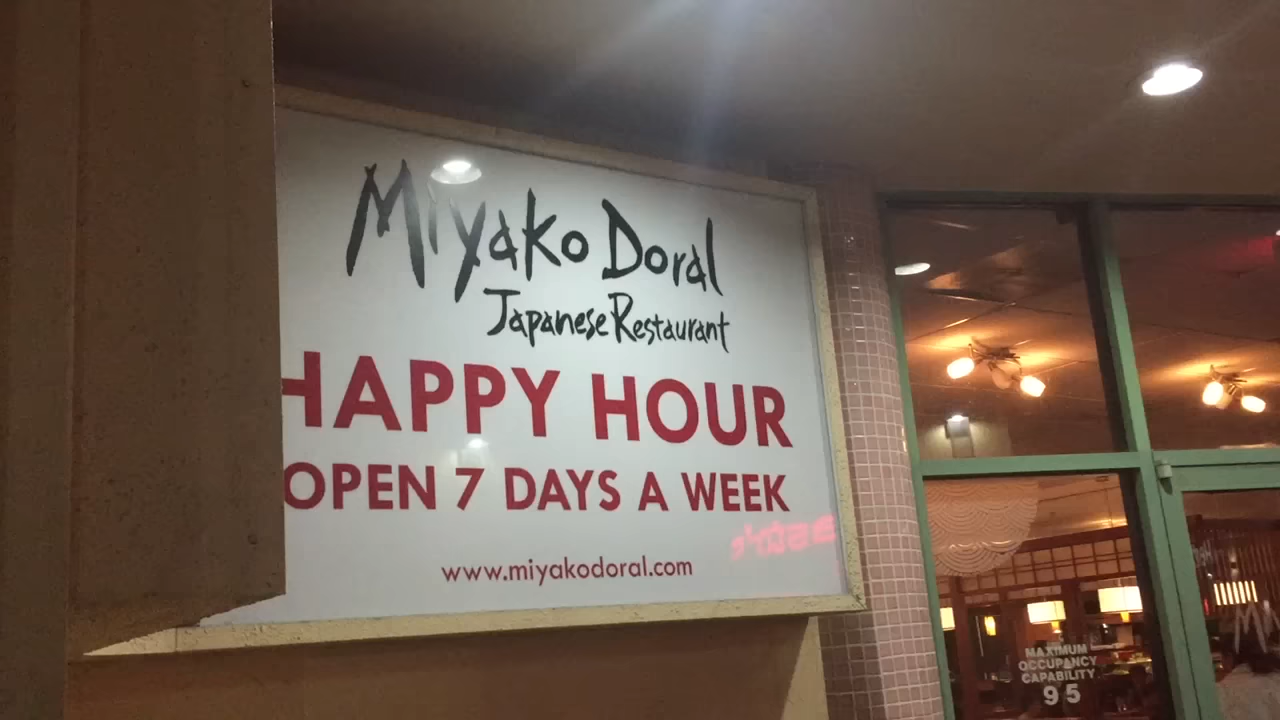 Miyako Doral
Japanese Restaurant
HAPPY HOUR
OPEN 7 DAYS A WEEK
www.miyakodoral.com
MAXIMUM
OCCUPANCY
CAPABILITY
95